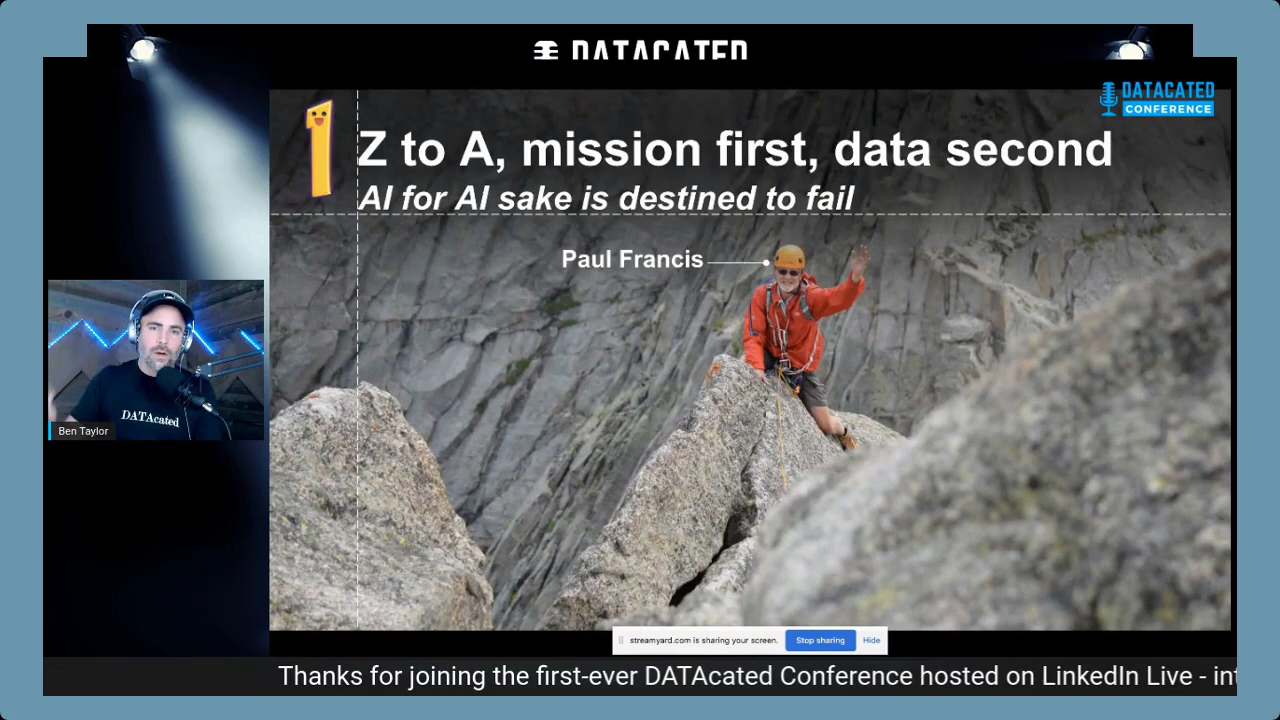 DATACATED
DATACATED
CONFERENCE
1
Z to A, mission first, data second
AI for AI sake is destined to fail
Paul Francis
DATAcated
Ben Taylor
streamyard.com is sharing your screen.
Stop sharing
Hide
Thanks for joining the first-ever DATAcated Conference hosted on LinkedIn Live -